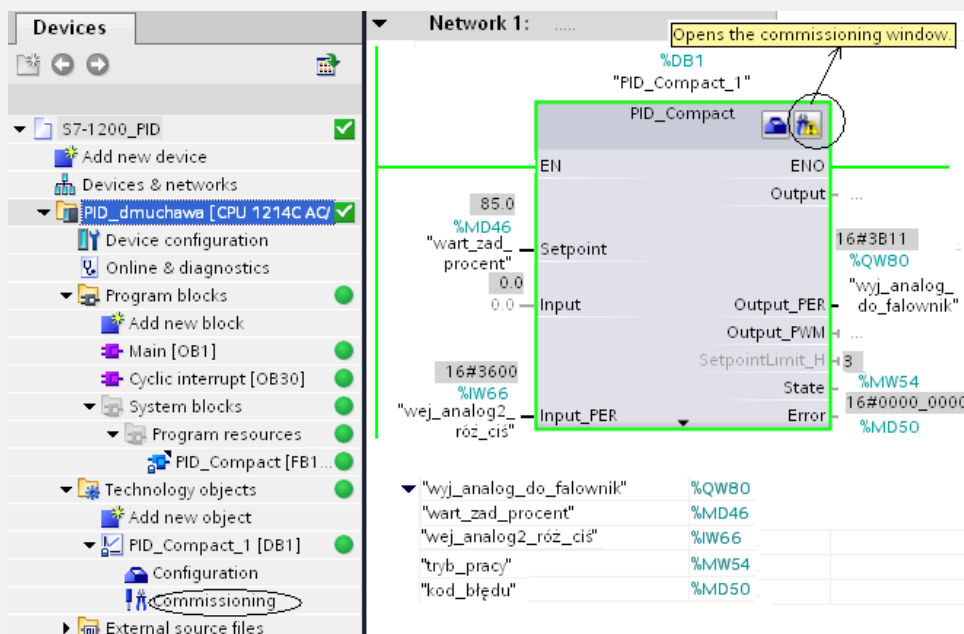 Devices
S7-1200_PID
Add new device
Devices & networks
PID_dmuchawa [CPU 1214C AC/
Device configuration
Online & diagnostics
Program blocks
Add new block
Main [OB1]
Cyclic interrupt [OB30]
System blocks
Program resources
PID_Compact [FB1...
Technology objects
Add new object
PID_Compact_1 [DB1]
Configuration
Commissioning
External source files
Network 1: .....
Opens the commissioning window.
%DB1
"PID_Compact_1"
PID_Compact
EN ENO
Output ...
85.0
%MD46
"wart_zad_
procent"
Setpoint
16#3B11
%QW80
"wyj_analog_
do_falownik"
0.0
0.0 Input
Output_PER
Output_PWM ...
SetpointLimit_H 3
16#3600
%IW66
"wej_analog2_
róż_ciś"
Input_PER
State %MW54
16#0000_0000
Error
%MD50
"wyj_analog_do_falownik" %QW80
"wart_zad_procent" %MD46
"wej_analog2_róż_ciś" %IW66
"tryb_pracy" %MW54
"kod_błędu" %MD50